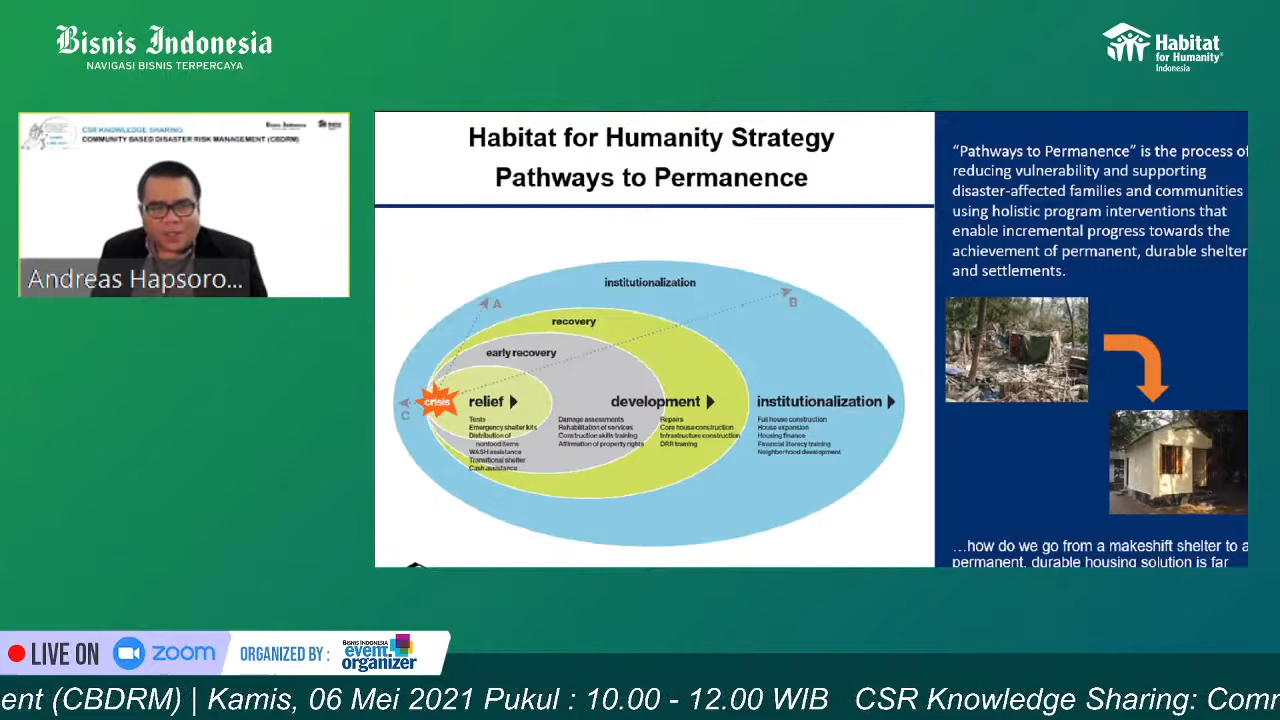 Bisnis Indonesia
NAVIGASI BISNIS TERPERCAYA
Habitat
for Humanity®
Indonesia
CSR KNOWLEDGE SHARING:
COMMUNITY BASED DISASTER RISK MANAGEMENT (CBDRM)
Bisnis Indonesia
Andreas Hapsoro...
Habitat for Humanity Strategy
Pathways to Permanence
institutionalization
A
B
recovery
early recovery
crisis
C
relief
Tents
Emergency shelter kits
Distribution of
nonfood items
WASH assistance
Transitional shelter
Cash assistance
Damage assessments
Rehabilitation of services
Construction skills training
Affirmation of property rights
development
Repairs
Core house construction
Infrastructure construction
DRR training
institutionalization
Full house construction
House expansion
Housing finance
Financial literacy training
Neighborhood development
“Pathways to Permanence” is the process of
reducing vulnerability and supporting
disaster-affected families and communities
using holistic program interventions that
enable incremental progress towards the
achievement of permanent, durable shelter
and settlements.
…how do we go from a makeshift shelter to a
permanent, durable housing solution is far
LIVE ON
zoom
ORGANIZED BY :
BISNIS INDONESIA
event
organizer
ent (CBDRM) | Kamis, 06 Mei 2021 Pukul : 10.00 - 12.00 WIB CSR Knowledge Sharing: Comm